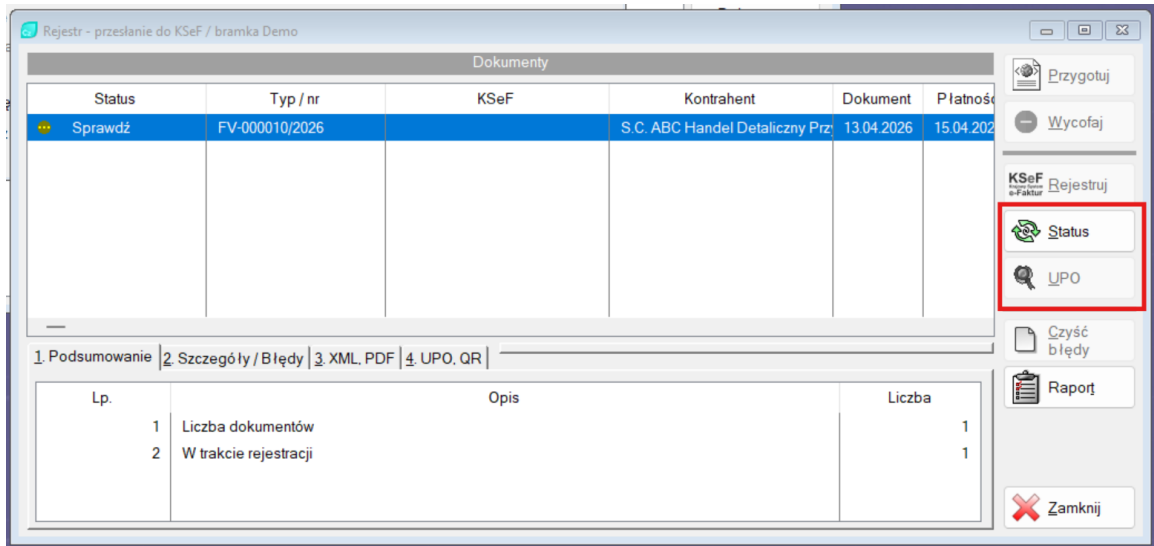 Rejestr - przesłanie do KSeF / bramka Demo
Dokumenty
Status Typ / nr KSeF Kontrahent Dokument Płatnoś
Sprawdź FV-000010/2026 S.C. ABC Handel Detaliczny Przy 13.04.2026 15.04.202
1. Podsumowanie 2. Szczegóły / Błędy 3. XML, PDF 4. UPO, QR
Lp. Opis Liczba
1 Liczba dokumentów 1
2 W trakcie rejestracji 1
Przygotuj
Wycofaj
KSeF Rejestruj
Krajowy System
e-Faktur
Status
UPO
Czyść
błędy
Raport
Zamknij